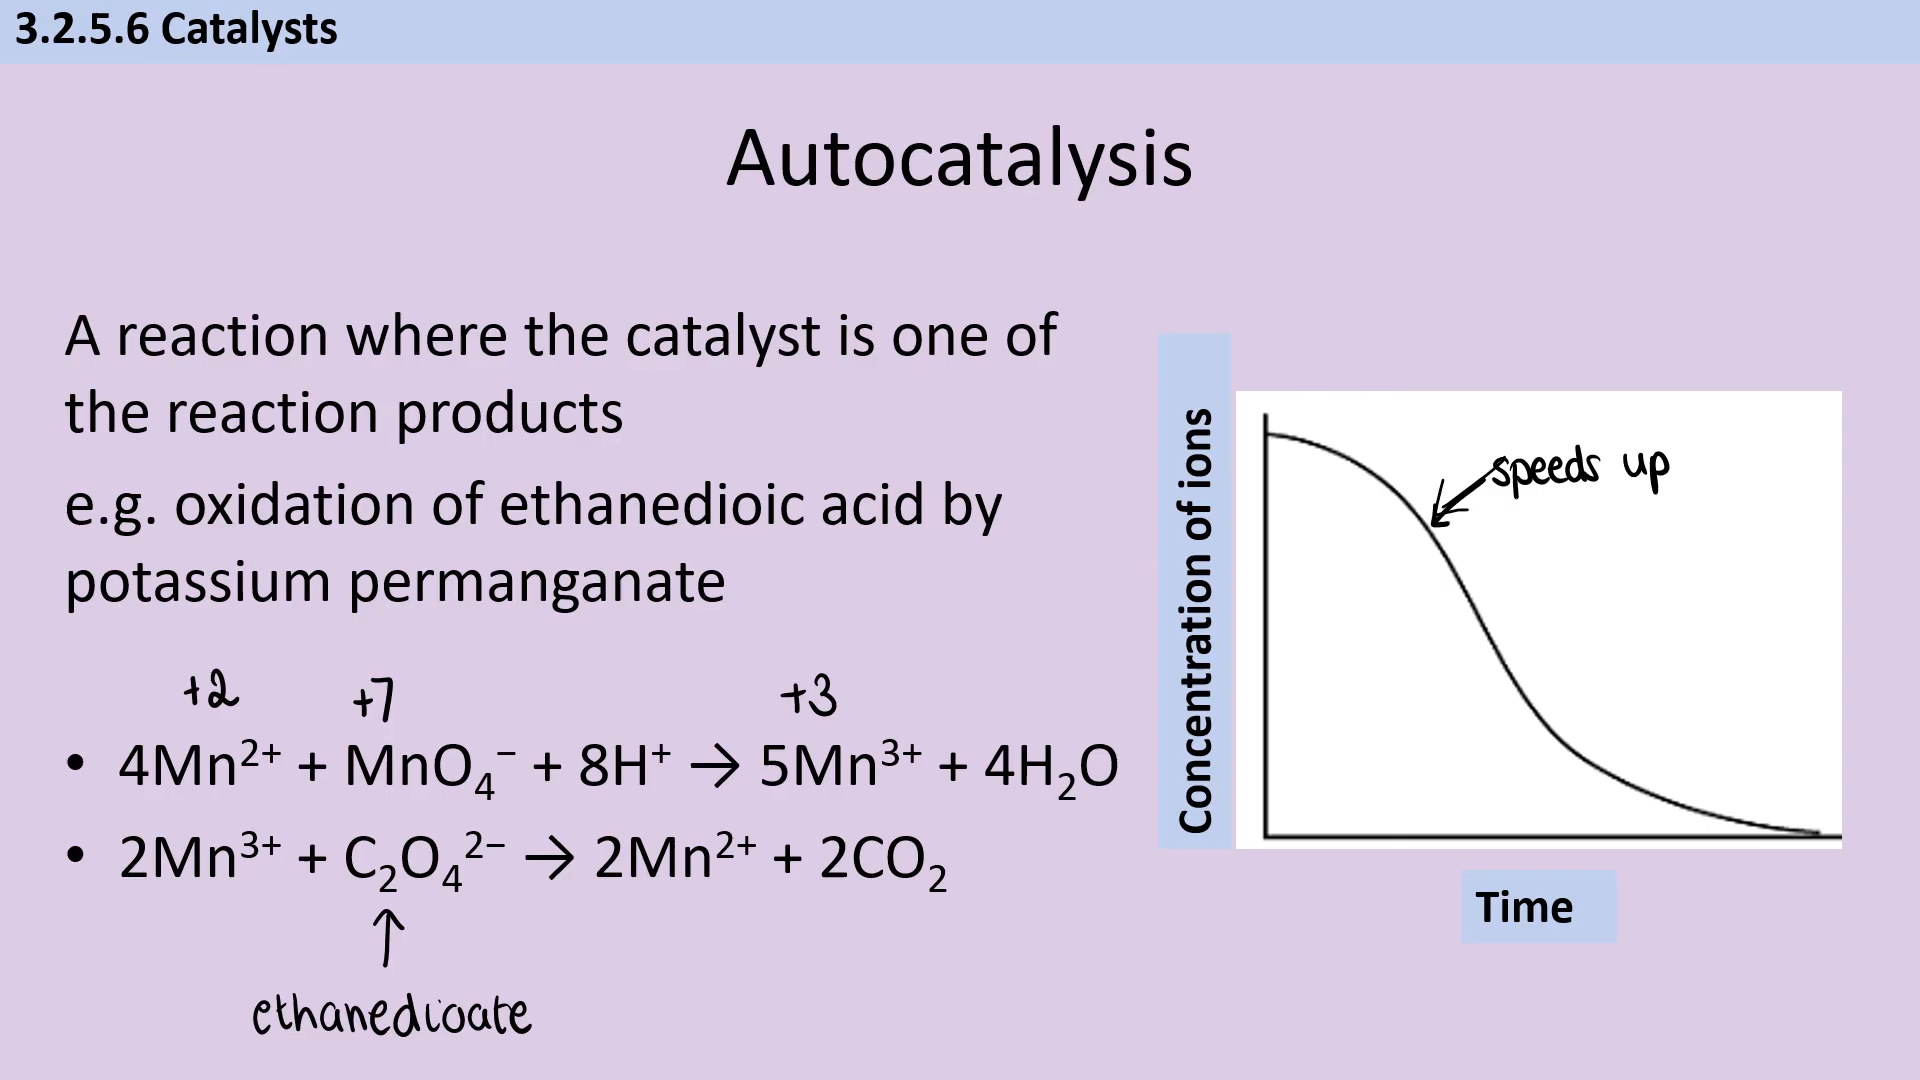 3.2.5.6 Catalysts
Autocatalysis
A reaction where the catalyst is one of
the reaction products
e.g. oxidation of ethanedioic acid by
potassium permanganate
+2 +7 +3
• 4Mn²⁺ + MnO₄⁻ + 8H⁺ → 5Mn³⁺ + 4H₂O
• 2Mn³⁺ + C₂O₄²⁻ → 2Mn²⁺ + 2CO₂
ethanedioate
Concentration of ions
speeds up
Time